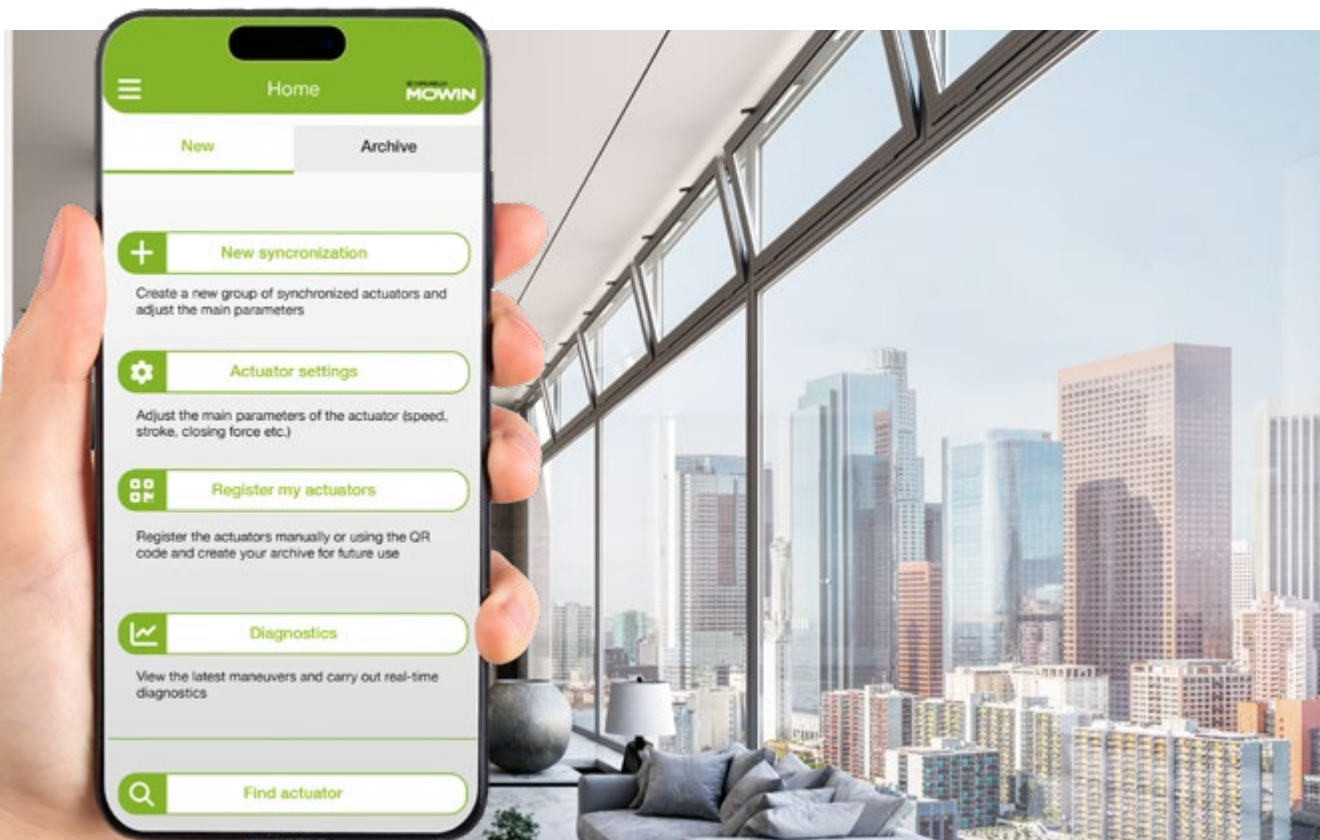 Home
MOWIN
New
Archive
New syncronization
Create a new group of synchronized actuators and
adjust the main parameters
Actuator settings
Adjust the main parameters of the actuator (speed,
stroke, closing force etc.)
Register my actuators
Register the actuators manually or using the QR
code and create your archive for future use
Diagnostics
View the latest maneuvers and carry out real-time
diagnostics
Find actuator